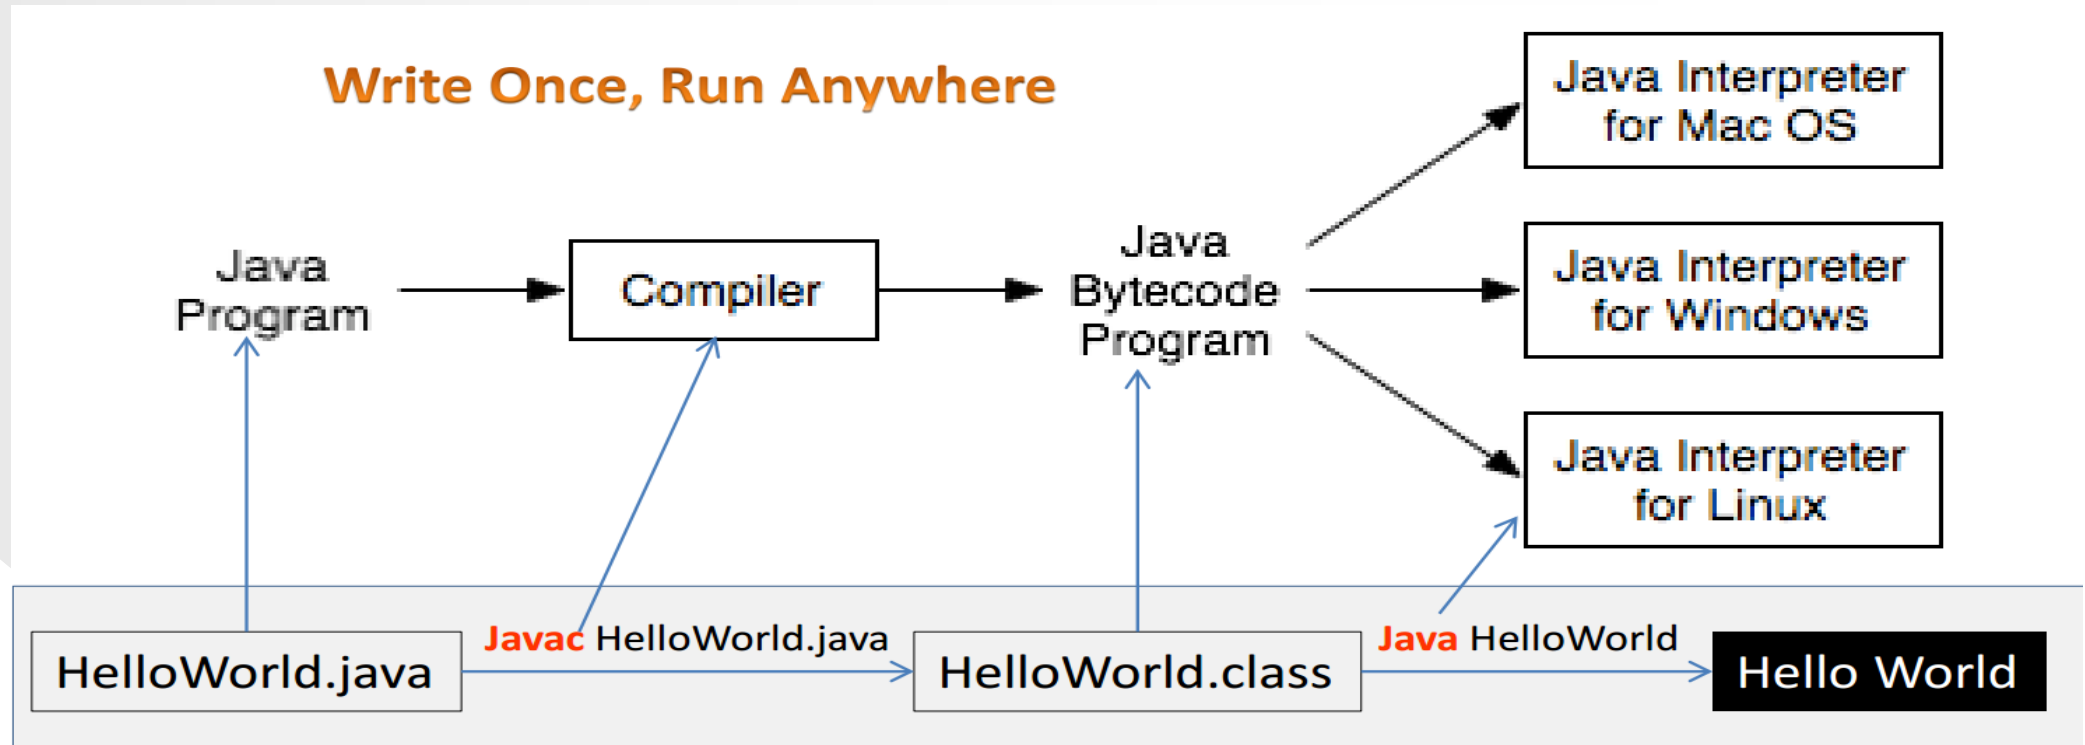 Write Once, Run Anywhere
Java
Program
Compiler
Java
Bytecode
Program
Java Interpreter
for Mac OS
Java Interpreter
for Windows
Java Interpreter
for Linux
HelloWorld.java
Javac HelloWorld.java
HelloWorld.class
Java HelloWorld
Hello World